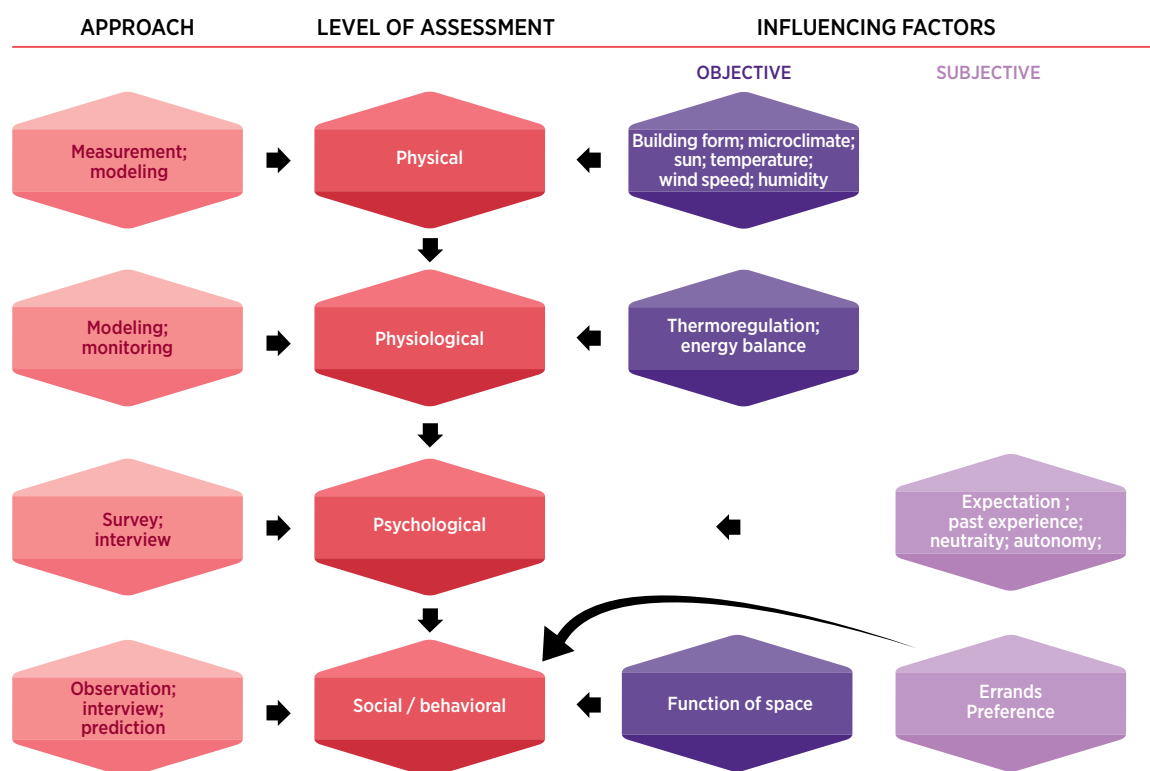 APPROACH
LEVEL OF ASSESSMENT
INFLUENCING FACTORS
OBJECTIVE
SUBJECTIVE
Measurement;
modeling
Physical
Building form; microclimate;
sun; temperature;
wind speed; humidity
Modeling;
monitoring
Physiological
Thermoregulation;
energy balance
Survey;
interview
Psychological
Expectation ;
past experience;
neutraity; autonomy;
Observation;
interview;
prediction
Social / behavioral
Function of space
Errands
Preference